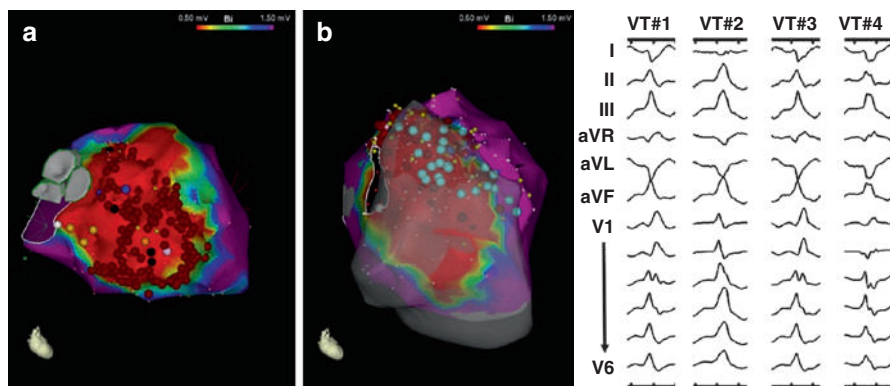 a
0.50 mV Bi 1.50 mV
b
0.50 mV Bi 1.50 mV
VT#1 VT#2 VT#3 VT#4
I
II
III
aVR
aVL
aVF
V1
V6